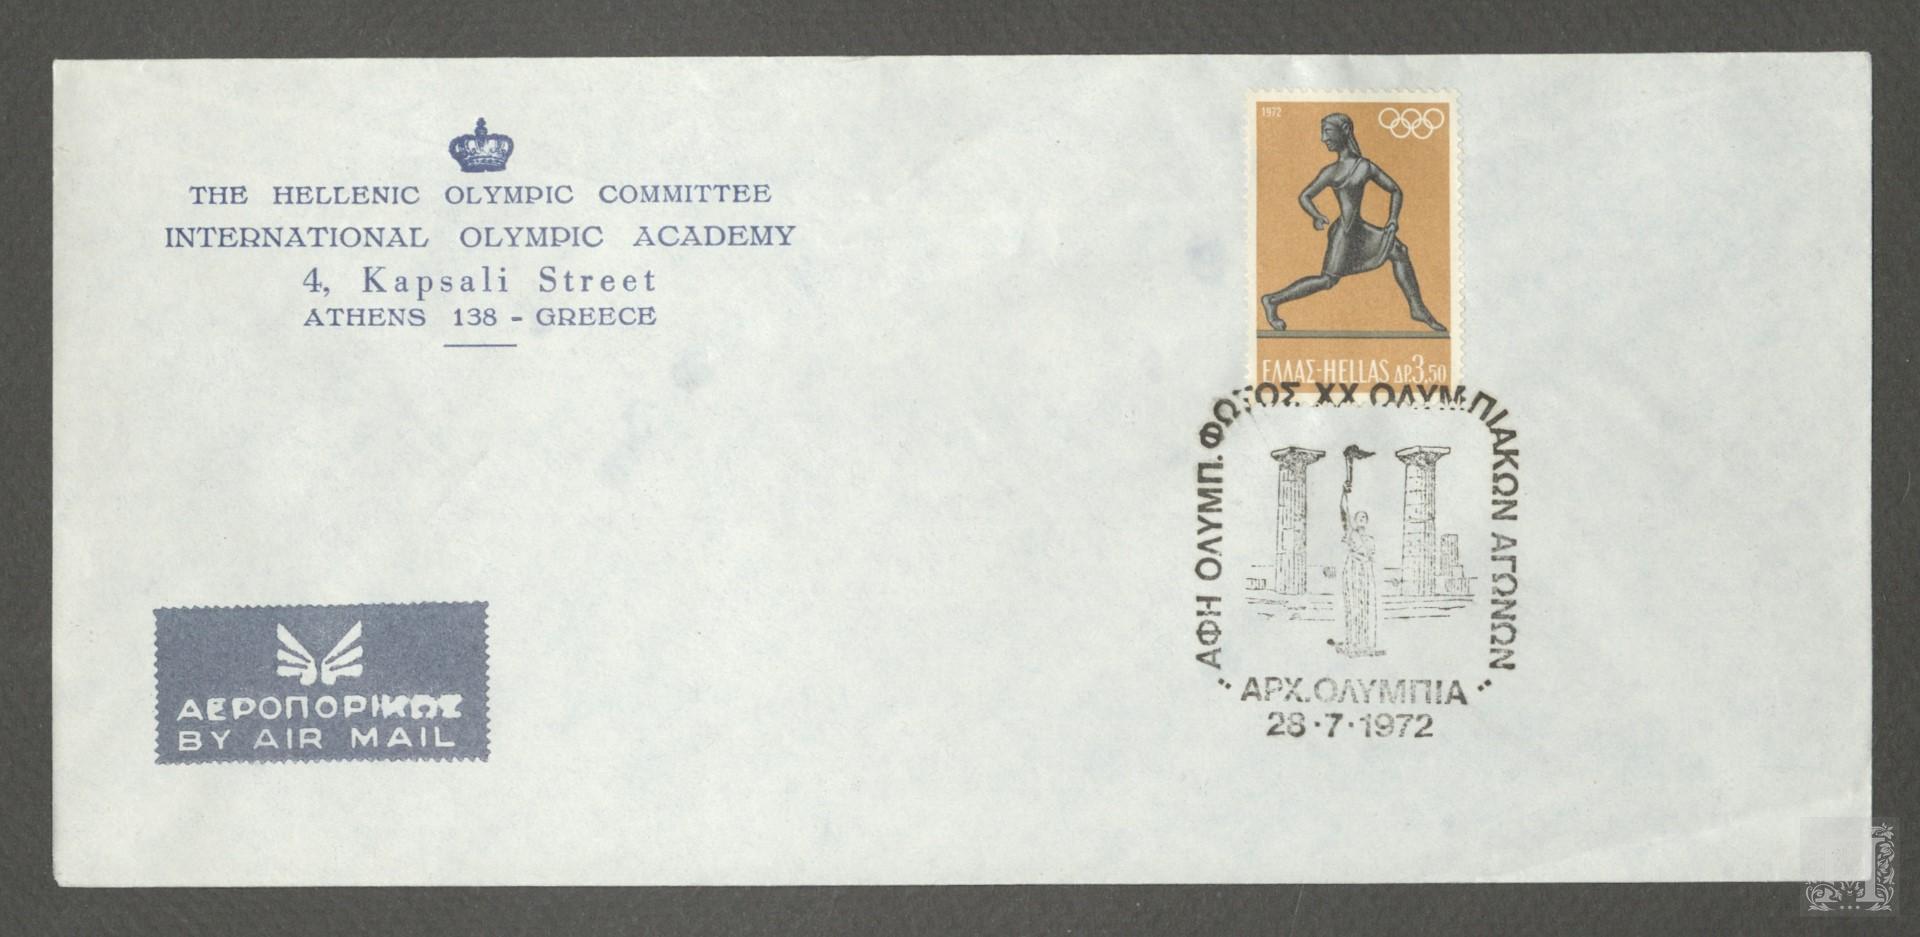 THE HELLENIC OLYMPIC COMMITTEE
INTERNATIONAL OLYMPIC ACADEMY
4, Kapsali Street
ATHENS 138 - GREECE
1972
ΕΛΛΑΣ-HELLAS ΔΡ.3,50
ΑΦΗ ΟΛΥΜΠ. ΦΩΤΟΣ ΧΧ ΟΛΥΜΠΙΑΚΩΝ ΑΓΩΝΩΝ
ΑΡΧ.ΟΛΥΜΠΙΑ
28·7·1972
ΑΕΡΟΠΟΡΙΚΩΣ
BY AIR MAIL